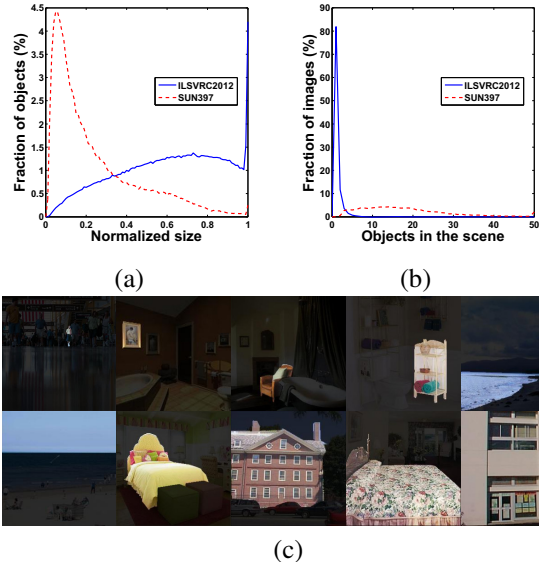 Fraction of objects (%)
4.5
4
3.5
3
2.5
2
1.5
1
0.5
0
0 0.2 0.4 0.6 0.8 1
Normalized size
ILSVRC2012
SUN397
(a)
Fraction of images (%)
90
80
70
60
50
40
30
20
10
0
0 10 20 30 40 50
Objects in the scene
ILSVRC2012
SUN397
(b)
(c)